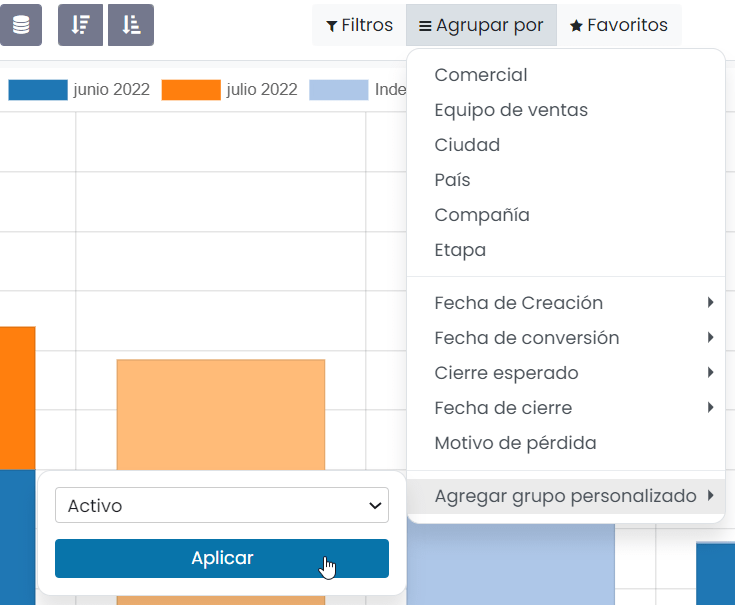 Filtros
Agrupar por
Favoritos
junio 2022
julio 2022
Inde
Comercial
Equipo de ventas
Ciudad
País
Compañía
Etapa
Fecha de Creación
Fecha de conversión
Cierre esperado
Fecha de cierre
Motivo de pérdida
Agregar grupo personalizado
Activo
Aplicar